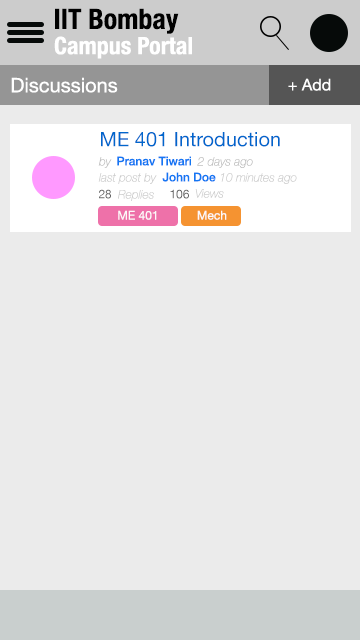 IIT Bombay
Campus Portal
Discussions
+ Add
ME 401 Introduction
by Pranav Tiwari 2 days ago
last post by John Doe 10 minutes ago
28 Replies 106 Views
ME 401 Mech